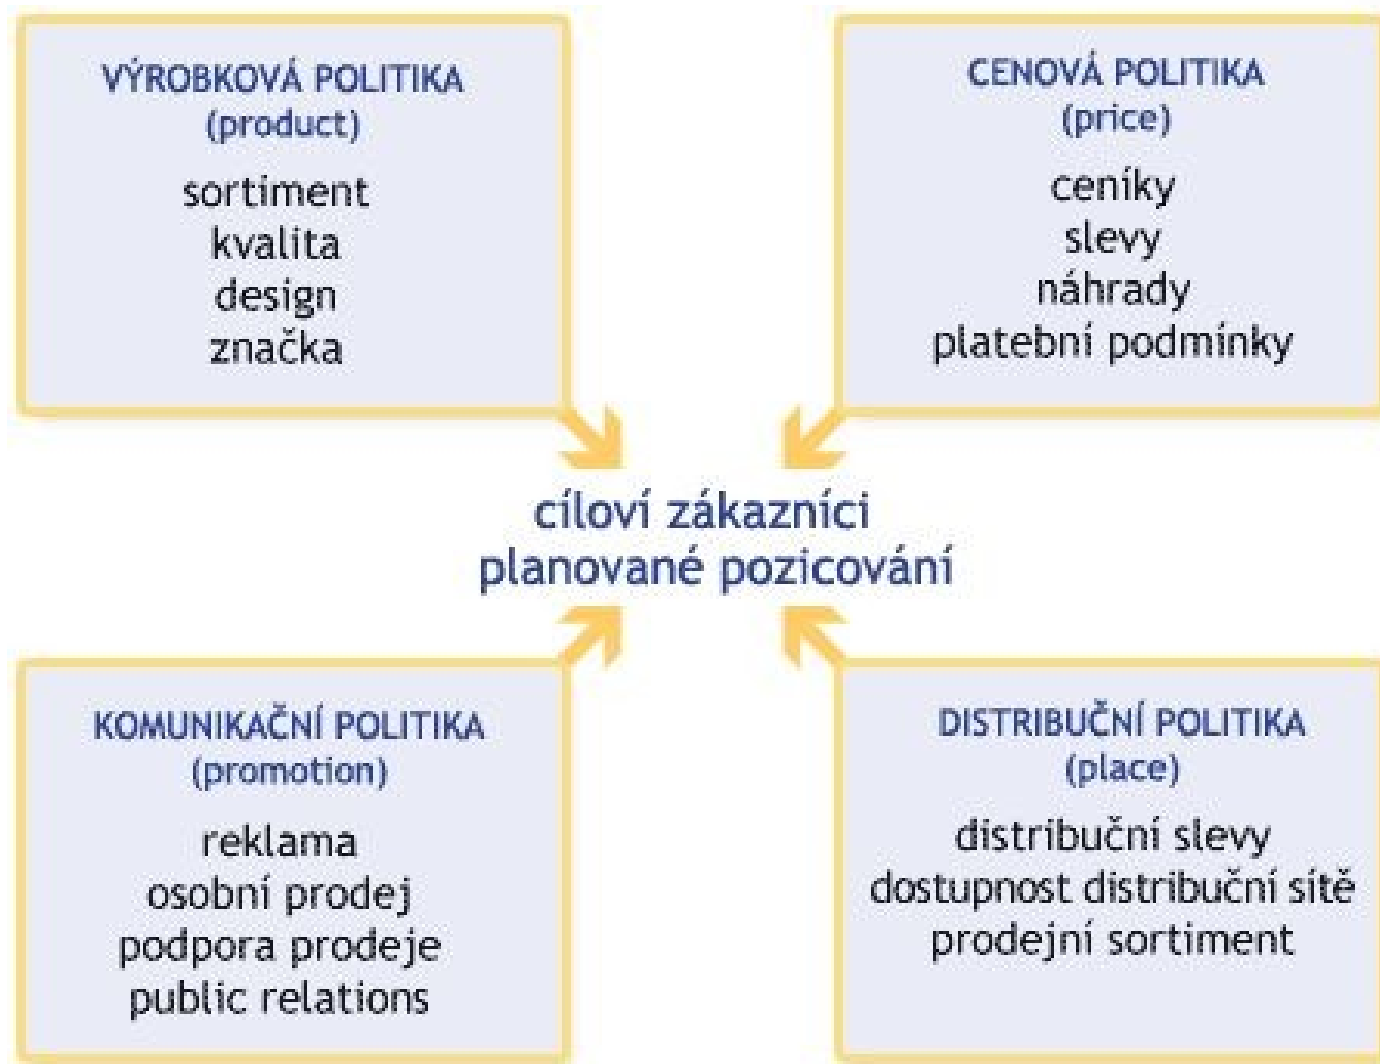 VÝROBKOVÁ POLITIKA
(product)
sortiment
kvalita
design
značka
CENOVÁ POLITIKA
(price)
ceníky
slevy
náhrady
platební podmínky
cíloví zákazníci
planované pozicování
KOMUNIKAČNÍ POLITIKA
(promotion)
reklama
osobní prodej
podpora prodeje
public relations
DISTRIBUČNÍ POLITIKA
(place)
distribuční slevy
dostupnost distribuční sítě
prodejní sortiment